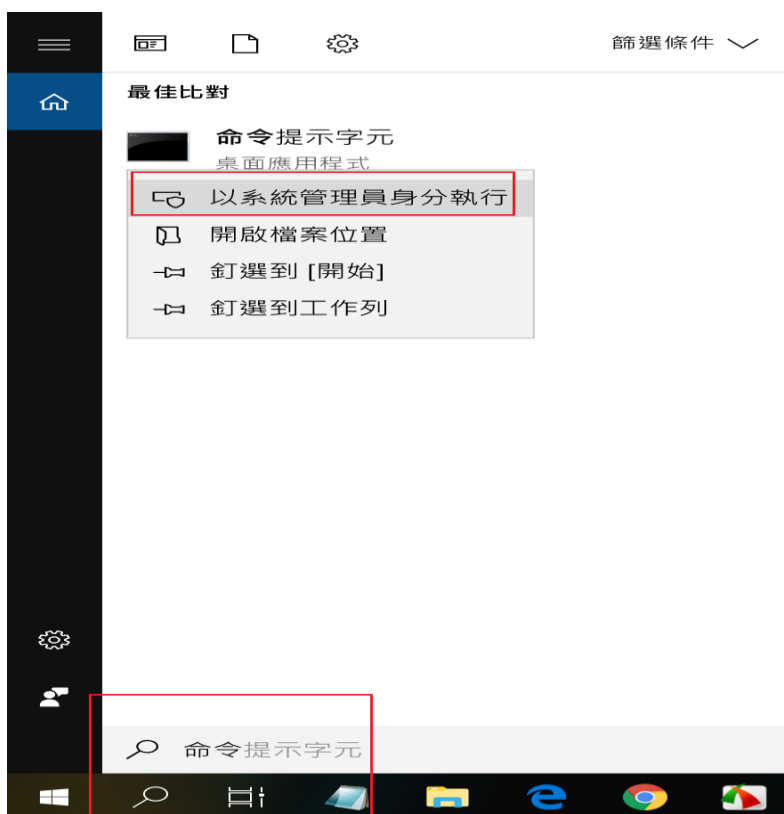 篩選條件
最佳比對
命令提示字元
桌面應用程式
以系統管理員身分執行
開啟檔案位置
釘選到 [開始]
釘選到工作列
命令提示字元